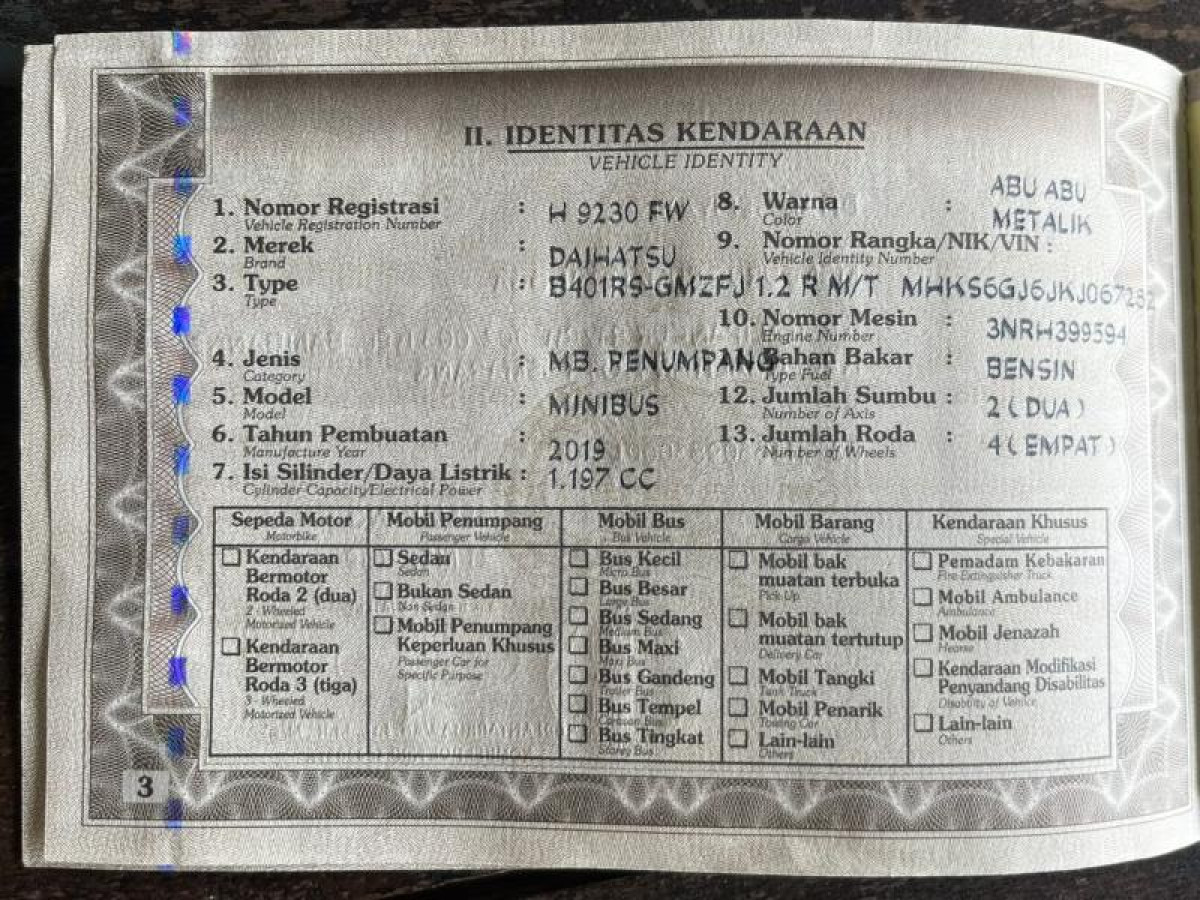 II. IDENTITAS KENDARAAN
VEHICLE IDENTITY
1. Nomor Registrasi : H 9230 FW
Vehicle Registration Number
2. Merek : DAIHATSU
Brand
3. Type : B401RS-GMZFJ 1.2 R M/T
Type
4. Jenis : MB. PENUMPANG
Category
5. Model : MINIBUS
Model
6. Tahun Pembuatan : 2019
Manufacture Year
7. Isi Silinder/Daya Listrik : 1.197 CC
Cylinder Capacity/Electrical Power
8. Warna : ABU ABU METALIK
Color
9. Nomor Rangka/NIK/VIN :
Vehicle Identity Number
MHKS6GJ6JKJ067252
10. Nomor Mesin : 3NRH399594
Engine Number
Bahan Bakar : BENSIN
Type Fuel
12. Jumlah Sumbu : 2 ( DUA )
Number of Axis
13. Jumlah Roda : 4 ( EMPAT )
Number of Wheels
Sepeda Motor
Motorbike
Kendaraan
Bermotor
Roda 2 (dua)
2 - Wheeled
Motorized Vehicle
Kendaraan
Bermotor
Roda 3 (tiga)
3 - Wheeled
Motorized Vehicle
Mobil Penumpang
Passenger Vehicle
Sedan
Sedan
Bukan Sedan
Non Sedan
Mobil Penumpang
Keperluan Khusus
Passenger Car for
Specific Purpose
Mobil Bus
Bus Vehicle
Bus Kecil
Micro Bus
Bus Besar
Large Bus
Bus Sedang
Medium Bus
Bus Maxi
Maxi Bus
Bus Gandeng
Trailer Bus
Bus Tempel
Caravan Bus
Bus Tingkat
Storey Bus
Mobil Barang
Cargo Vehicle
Mobil bak
muatan terbuka
Pick Up
Mobil bak
muatan tertutup
Delivery Car
Mobil Tangki
Tank Truck
Mobil Penarik
Towing Car
Lain-lain
Others
Kendaraan Khusus
Special Vehicle
Pemadam Kebakaran
Fire Extinguisher Truck
Mobil Ambulance
Ambulance
Mobil Jenazah
Hearse
Kendaraan Modifikasi
Penyandang Disabilitas
Disability of Vehicle
Lain-lain
Others
3